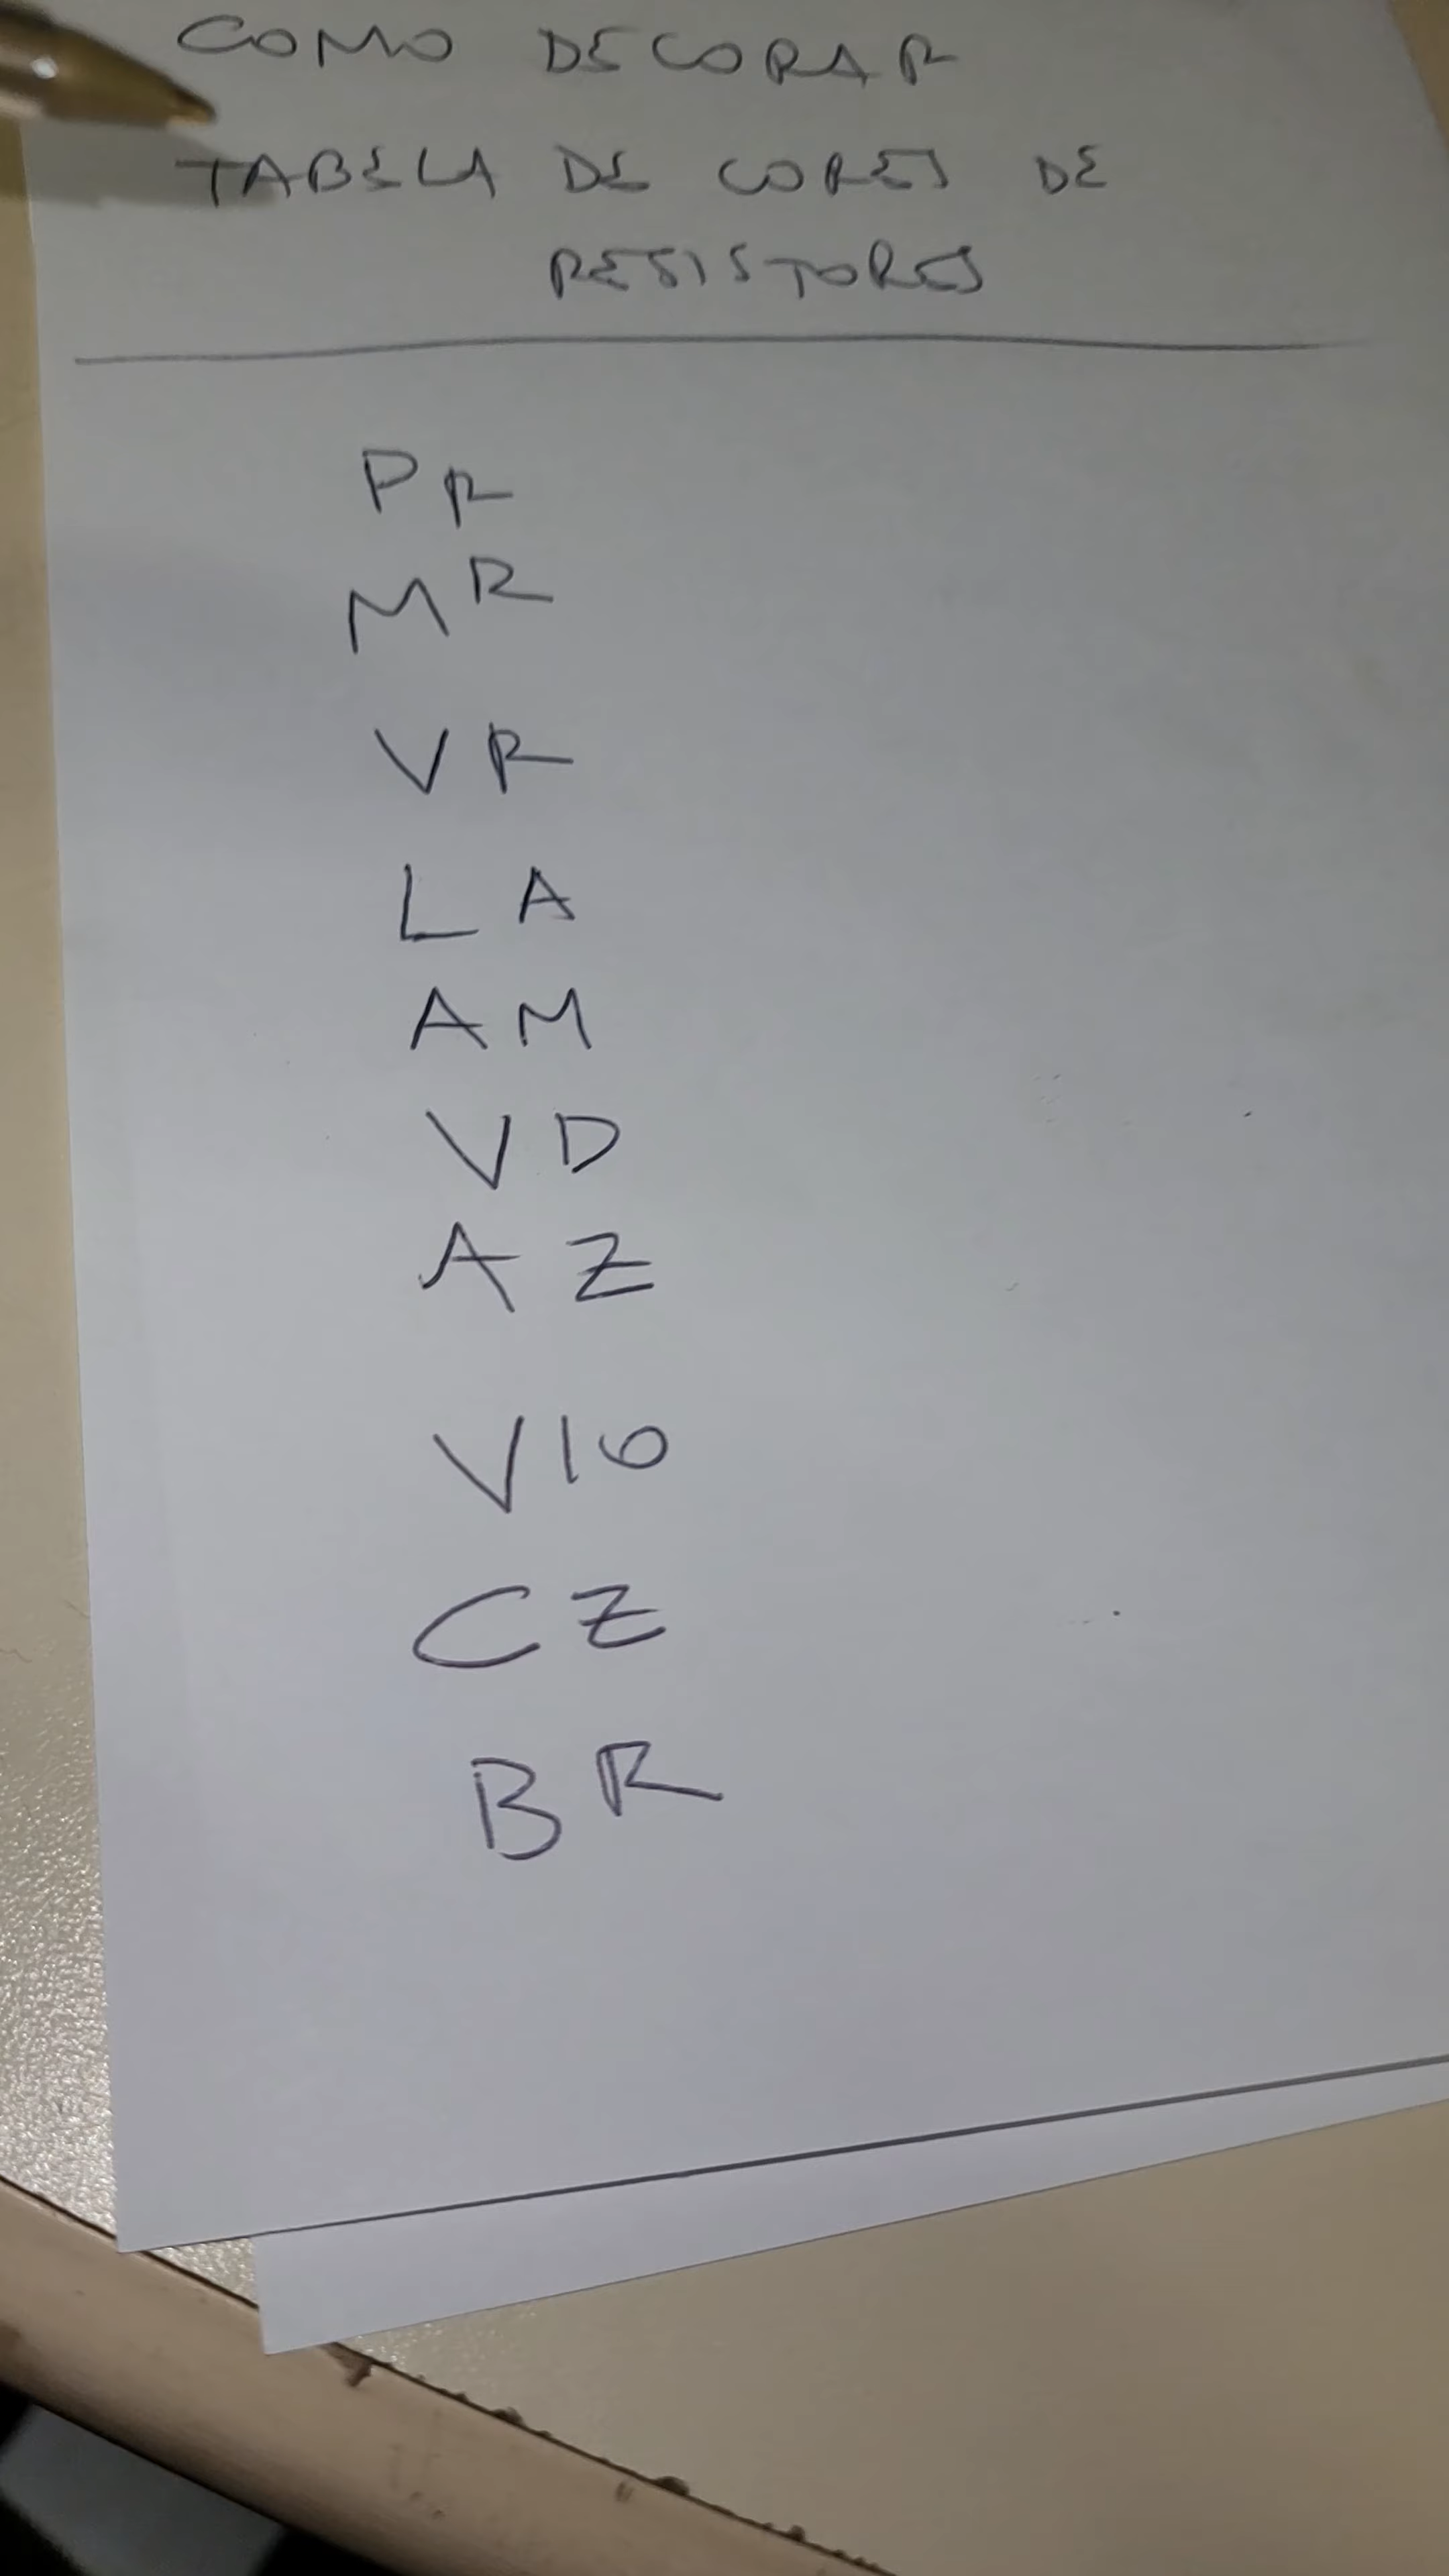 COMO DECORAR
TABELA DE CORES DE
RESISTORES
PR
MR
VR
LA
AM
VD
AZ
VIO
CZ
BR